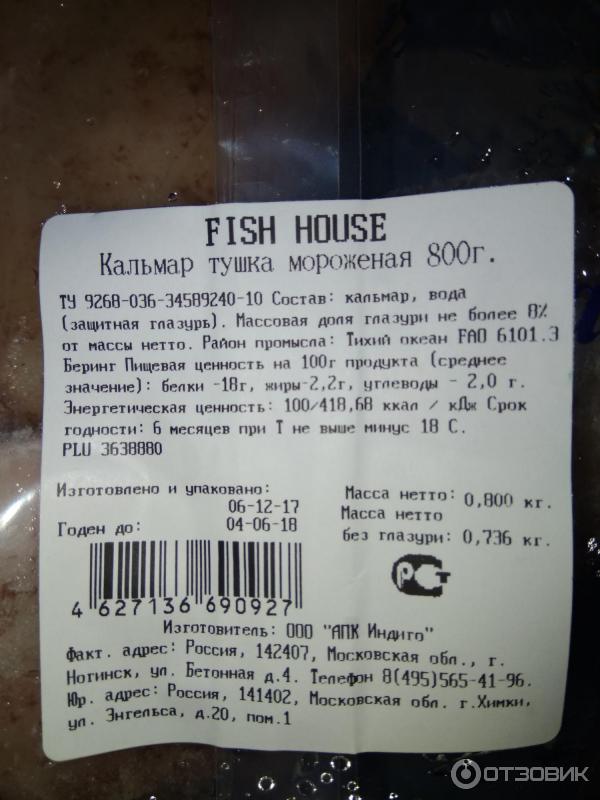 FISH HOUSE
Кальмар тушка мороженая 800г.
ТУ 9268-036-34589240-10 Состав: кальмар, вода
(защитная глазурь). Массовая доля глазури не более 8%
от массы нетто. Район промысла: Тихий океан FAO 6101.3
Беринг Пищевая ценность на 100г продукта (среднее
значение): белки -18г, жиры-2,2г, углеводы - 2,0 г.
Энергетическая ценность: 100/418,68 ккал / кДж Срок
годности: 6 месяцев при Т не выше минус 18 С.
PLU 3638880
Изготовлено и упаковано:
06-12-17
Годен до: 04-06-18
Масса нетто: 0,800 кг.
Масса нетто
без глазури: 0,736 кг.
РСТ
4 627136 690927
Изготовитель: ООО "АПК Индиго"
Факт. адрес: Россия, 142407, Московская обл., г.
Ногинск, ул. Бетонная д.4. Телефон 8(495)565-41-96.
Юр. адрес: Россия, 141402, Московская обл. г.Химки,
ул. Энгельса, д.20, пом.1
ОТЗОВИК